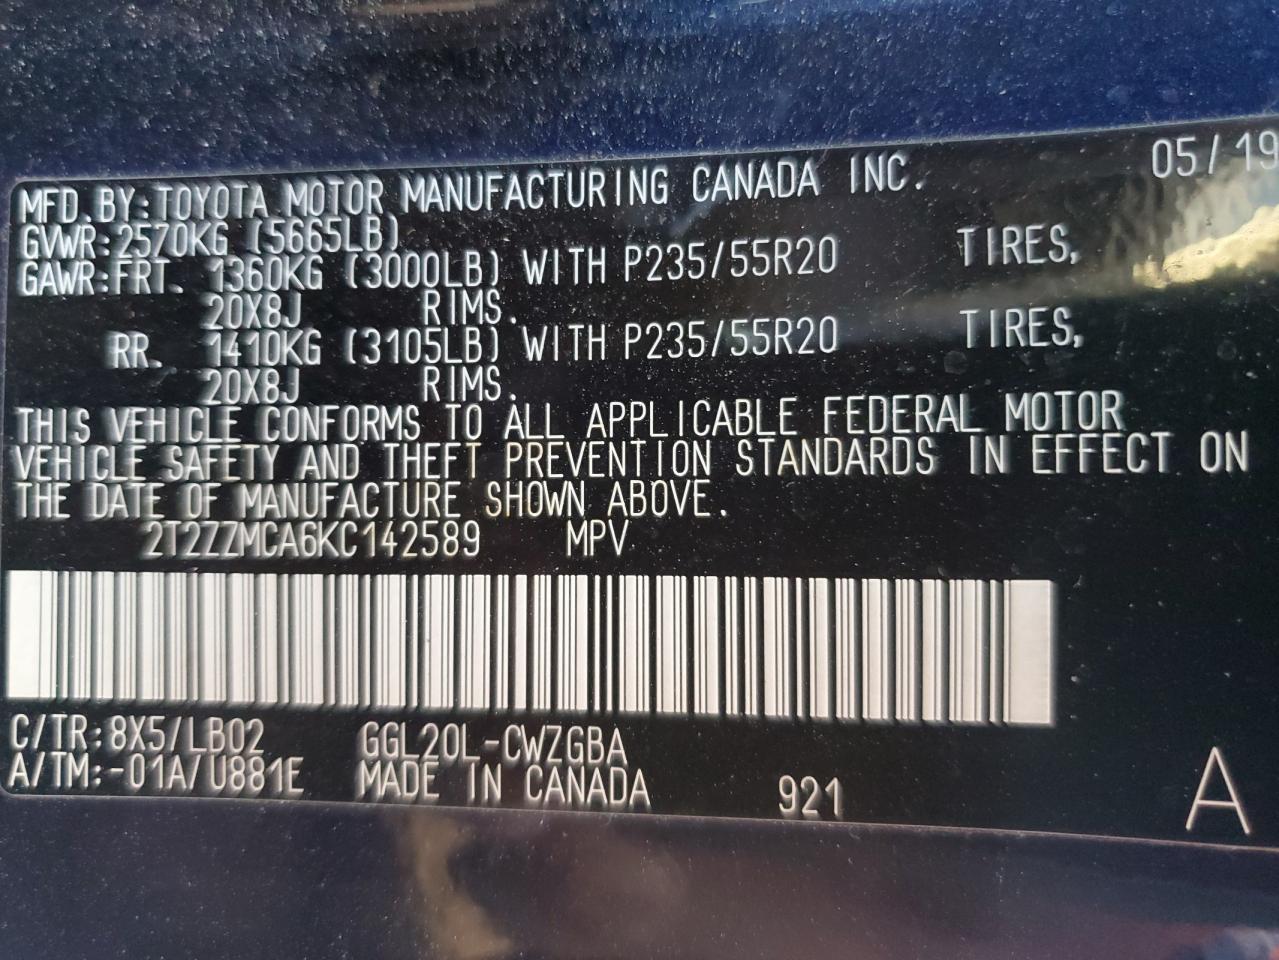 05/19
MFD.BY:TOYOTA MOTOR MANUFACTURING CANADA INC.
GVWR:2570KG (5665LB)
GAWR:FRT. 1360KG (3000LB) WITH P235/55R20 TIRES,
20X8J RIMS.
RR. 1410KG (3105LB) WITH P235/55R20 TIRES,
20X8J RIMS.
THIS VEHICLE CONFORMS TO ALL APPLICABLE FEDERAL MOTOR
VEHICLE SAFETY AND THEFT PREVENTION STANDARDS IN EFFECT ON
THE DATE OF MANUFACTURE SHOWN ABOVE.
2T2ZZMCA6KC142589 MPV
C/TR:8X5/LB02 GGL20L-CWZGBA
A/TM:-01A/U881E MADE IN CANADA 921 A